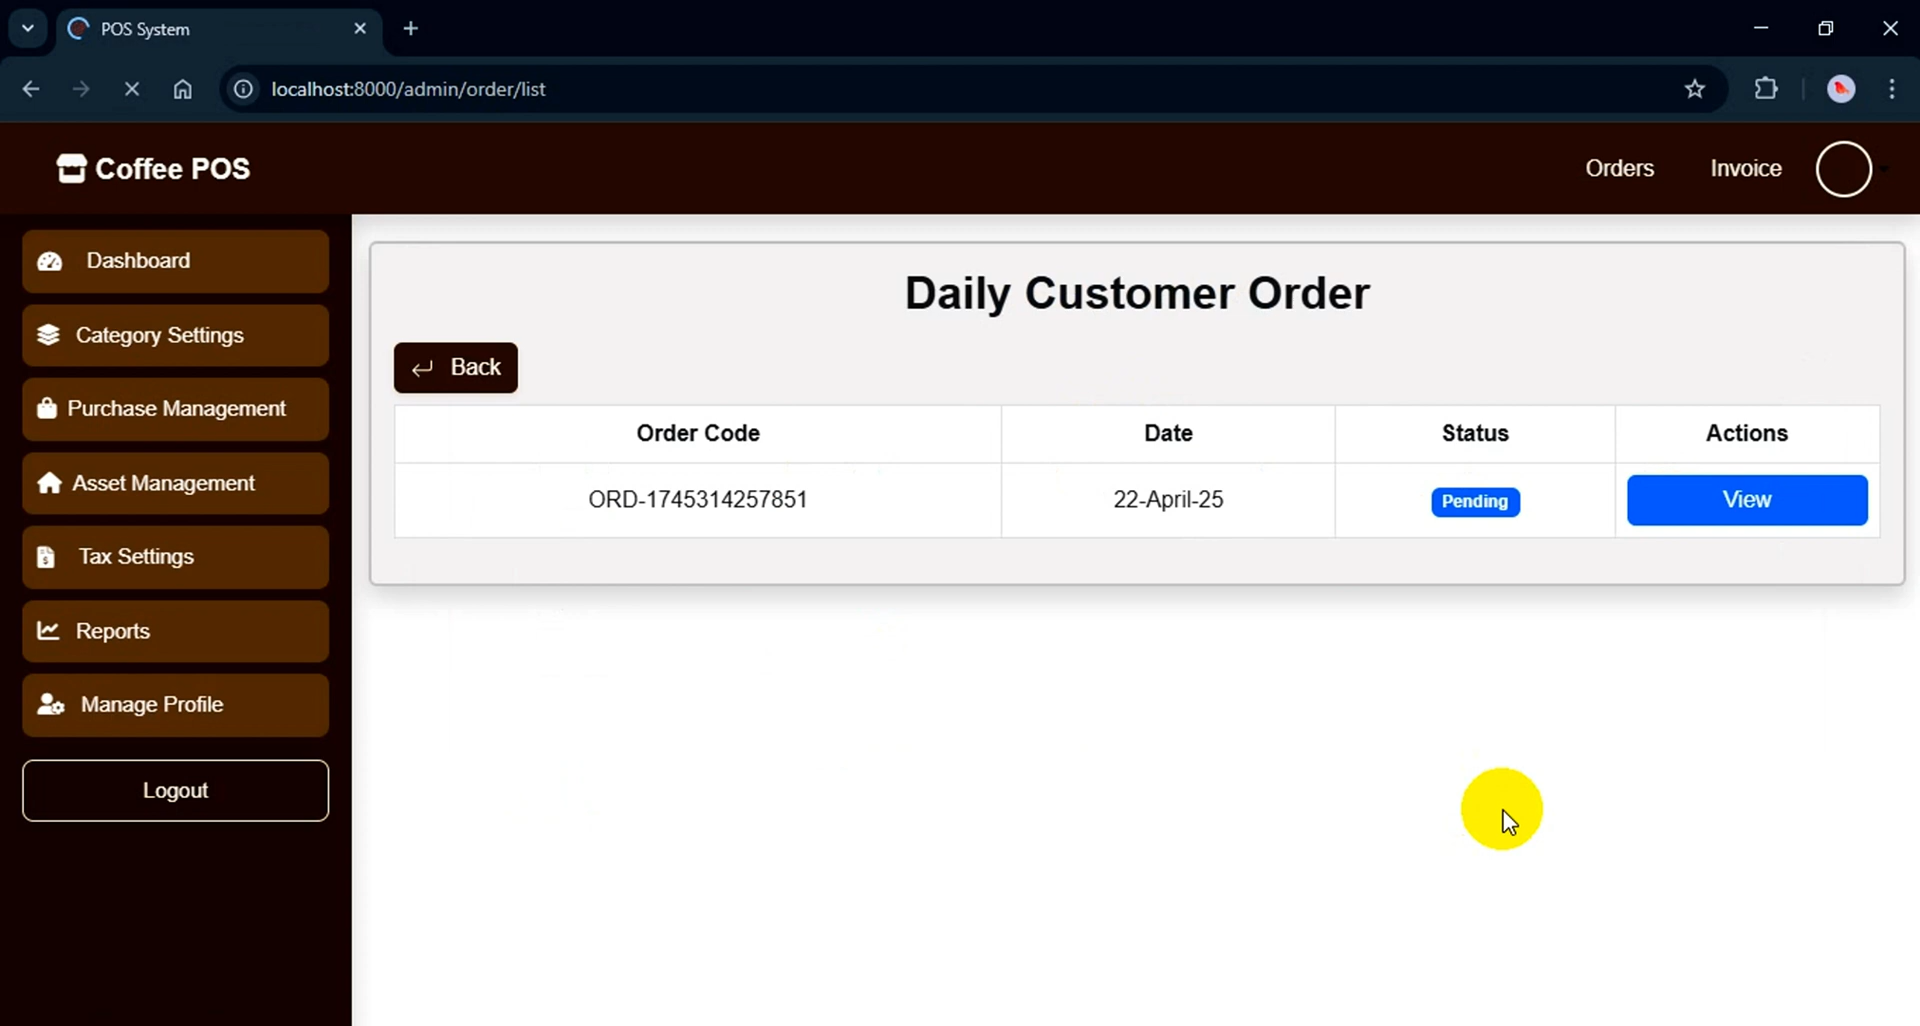 POS System
localhost:8000/admin/order/list
Coffee POS
Orders
Invoice
Dashboard
Category Settings
Purchase Management
Asset Management
Tax Settings
Reports
Manage Profile
Logout
Daily Customer Order
Back
Order Code Date Status Actions
ORD-1745314257851 22-April-25 Pending View